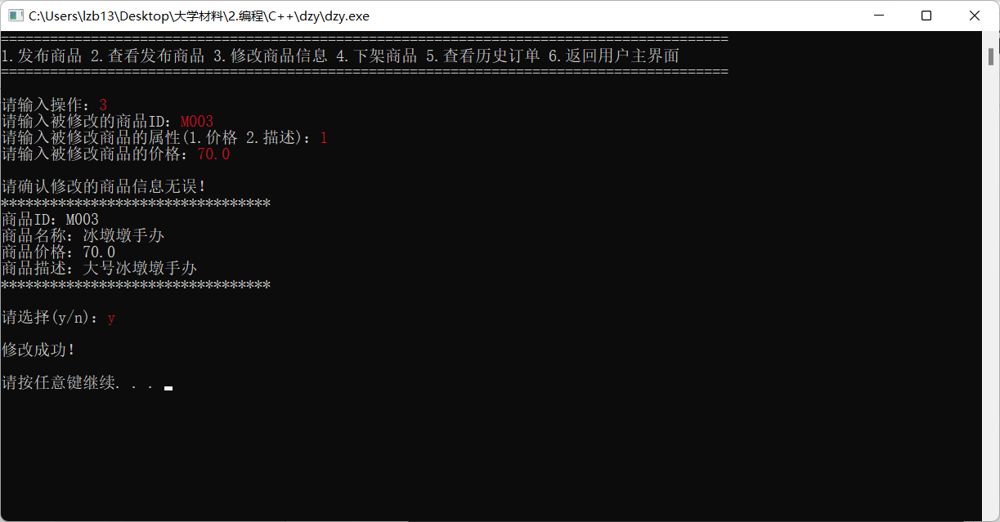 C:\Users\lzb13\Desktop\大学材料\2.编程\C++\dzy\dzy.exe
=========================================================================================
1.发布商品 2.查看发布商品 3.修改商品信息 4.下架商品 5.查看历史订单 6.返回用户主界面
=========================================================================================
请输入操作：3
请输入被修改的商品ID：M003
请输入被修改商品的属性(1.价格 2.描述)：1
请输入被修改商品的价格：70.0
请确认修改的商品信息无误！
*********************************
商品ID：M003
商品名称：冰墩墩手办
商品价格：70.0
商品描述：大号冰墩墩手办
*********************************
请选择(y/n)：y
修改成功！
请按任意键继续. . .